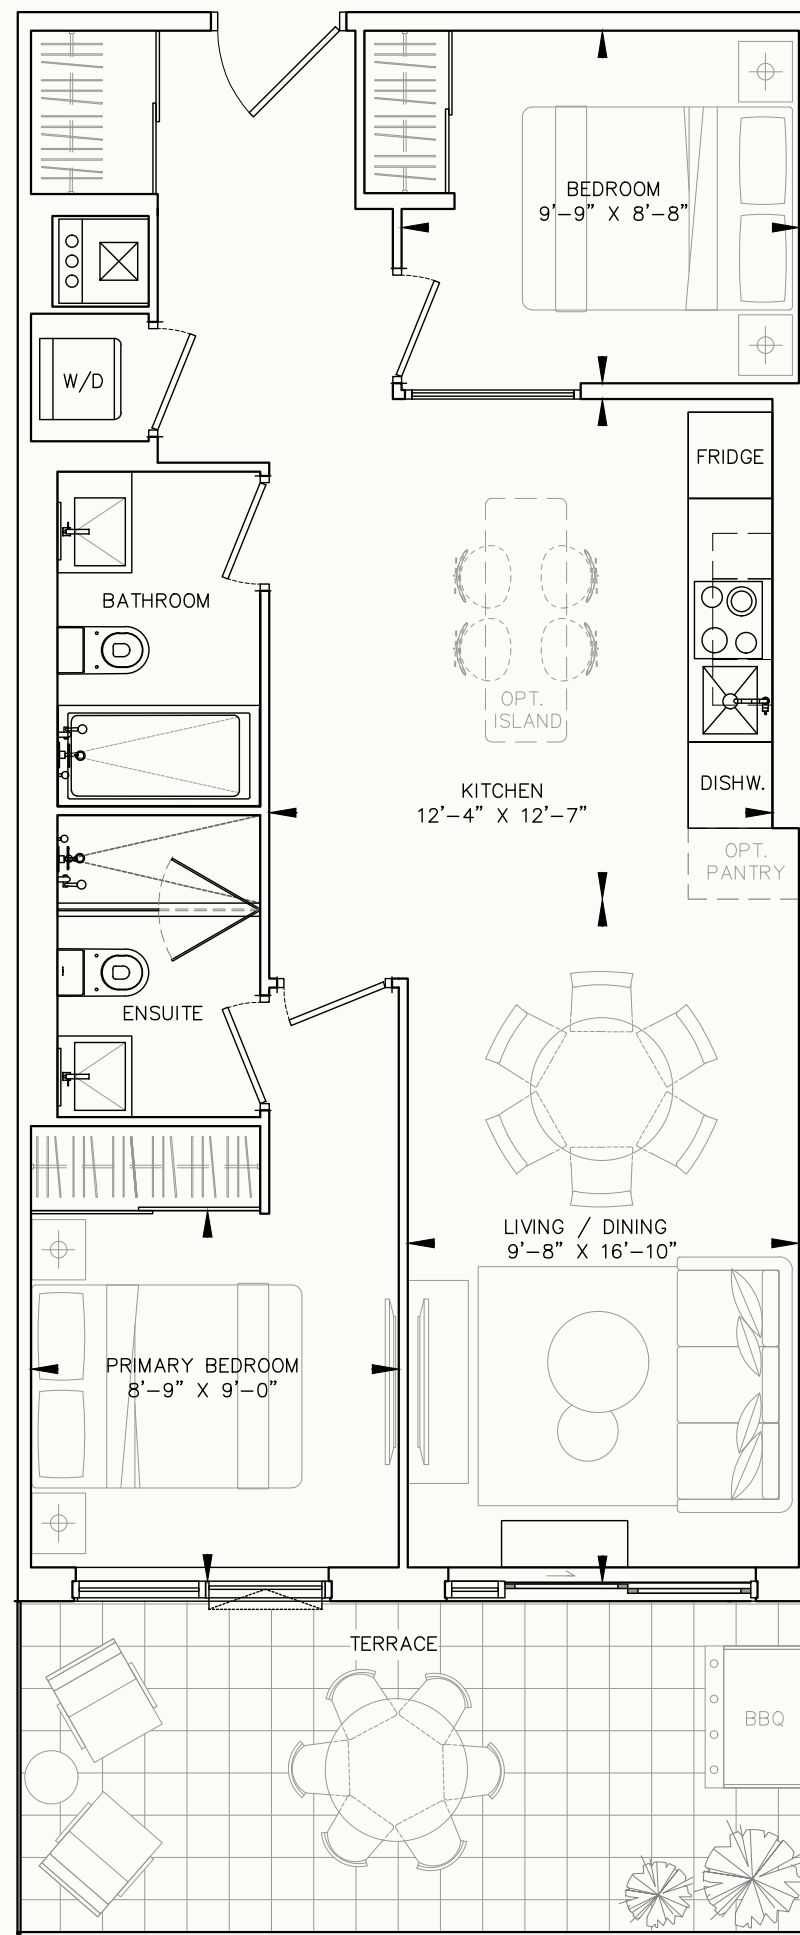 BEDROOM
9'-9" X 8'-8"
W/D
FRIDGE
BATHROOM
OPT.
ISLAND
KITCHEN
12'-4" X 12'-7"
DISHW.
OPT.
PANTRY
ENSUITE
LIVING / DINING
9'-8" X 16'-10"
PRIMARY BEDROOM
8'-9" X 9'-0"
TERRACE
BBQ